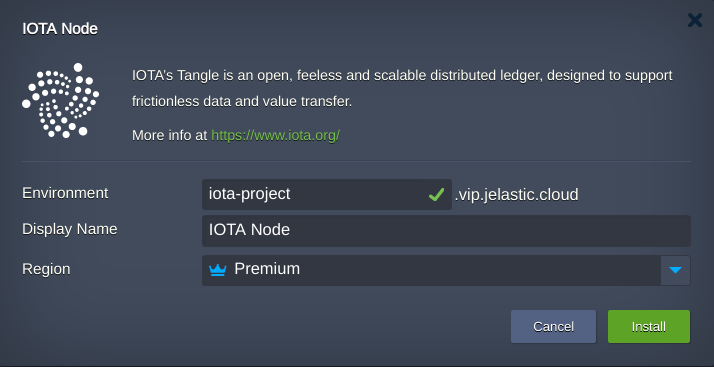 IOTA Node
IOTA's Tangle is an open, feeless and scalable distributed ledger, designed to support
frictionless data and value transfer.
More info at https://www.iota.org/
Environment iota-project .vip.jelastic.cloud
Display Name IOTA Node
Region Premium
Cancel Install